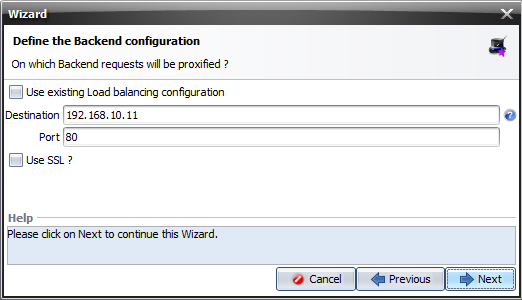 Wizard
Define the Backend configuration
On which Backend requests will be proxified ?
Use existing Load balancing configuration
Destination 192.168.10.11
Port 80
Use SSL ?
Help
Please click on Next to continue this Wizard.
Cancel Previous Next